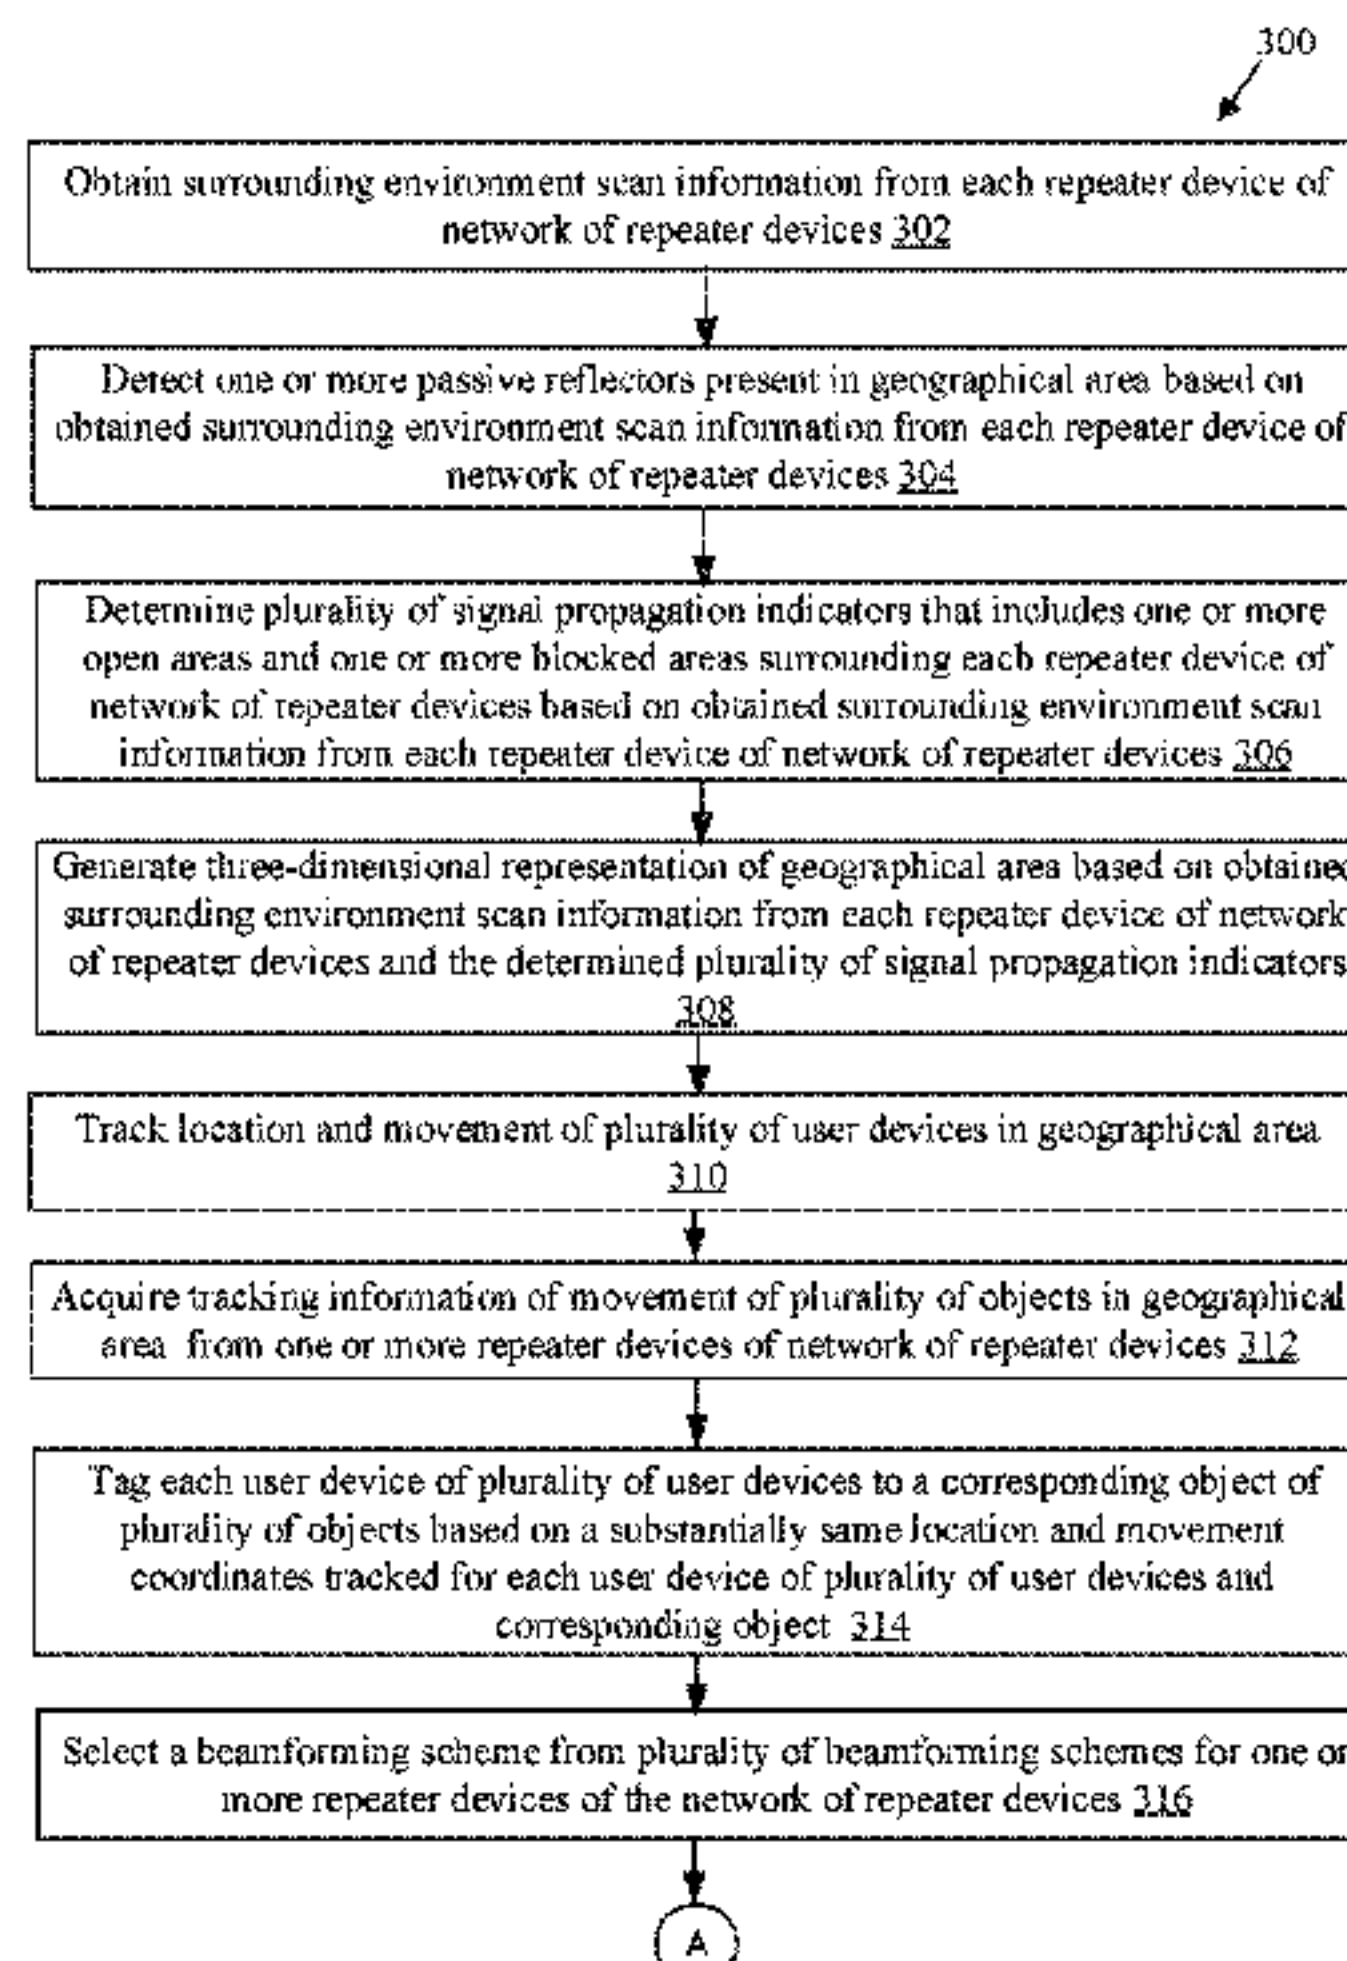 300
Obtain surrounding environment scan information from each repeater device of
network of repeater devices 302
Detect one or more passive reflectors present in geographical area based on
obtained surrounding environment scan information from each repeater device of
network of repeater devices 304
Determine plurality of signal propagation indicators that includes one or more
open areas and one or more blocked areas surrounding each repeater device of
network of repeater devices based on obtained surrounding environment scan
information from each repeater device of network of repeater devices 306
Generate three-dimensional representation of geographical area based on obtained
surrounding environment scan information from each repeater device of network
of repeater devices and the determined plurality of signal propagation indicators
308
Track location and movement of plurality of user devices in geographical area
310
Acquire tracking information of movement of plurality of objects in geographical
area from one or more repeater devices of network of repeater devices 312
Tag each user device of plurality of user devices to a corresponding object of
plurality of objects based on a substantially same location and movement
coordinates tracked for each user device of plurality of user devices and
corresponding object 314
Select a beamforming scheme from plurality of beamforming schemes for one or
more repeater devices of the network of repeater devices 316
A